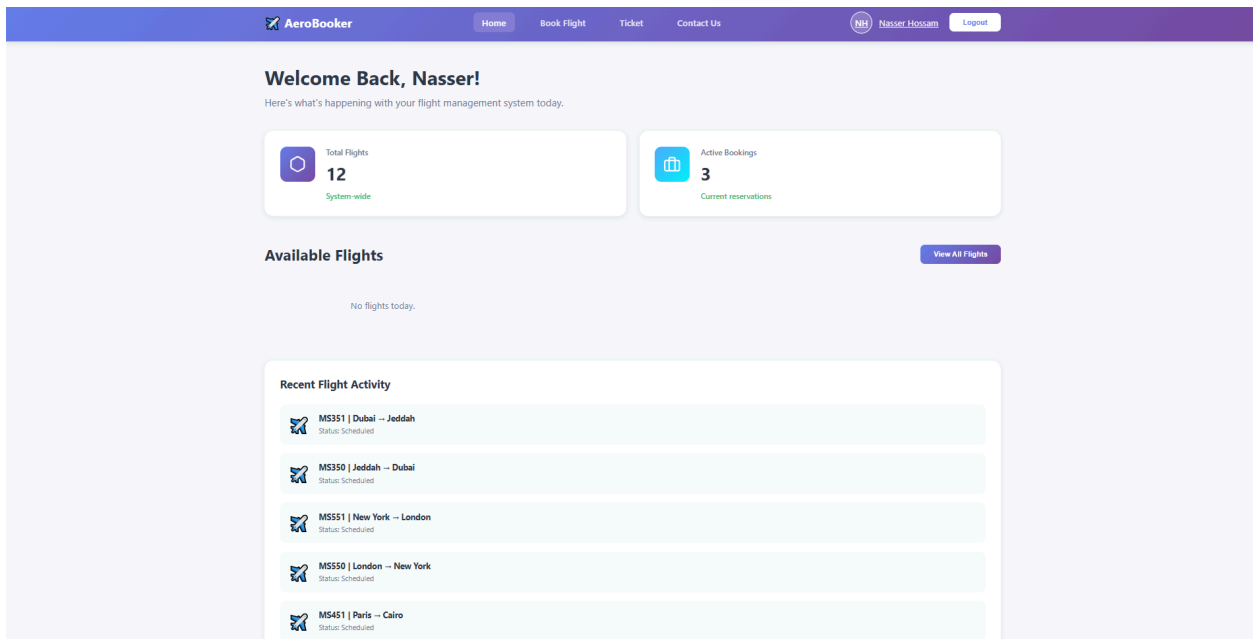 AeroBooker
Home Book Flight Ticket Contact Us
NH Nasser Hossam Logout
Welcome Back, Nasser!
Here's what's happening with your flight management system today.
Total Flights
12
System-wide
Active Bookings
3
Current reservations
Available Flights
View All Flights
No flights today.
Recent Flight Activity
MS351 | Dubai → Jeddah
Status: Scheduled
MS350 | Jeddah → Dubai
Status: Scheduled
MS551 | New York → London
Status: Scheduled
MS550 | London → New York
Status: Scheduled
MS451 | Paris → Cairo
Status: Scheduled